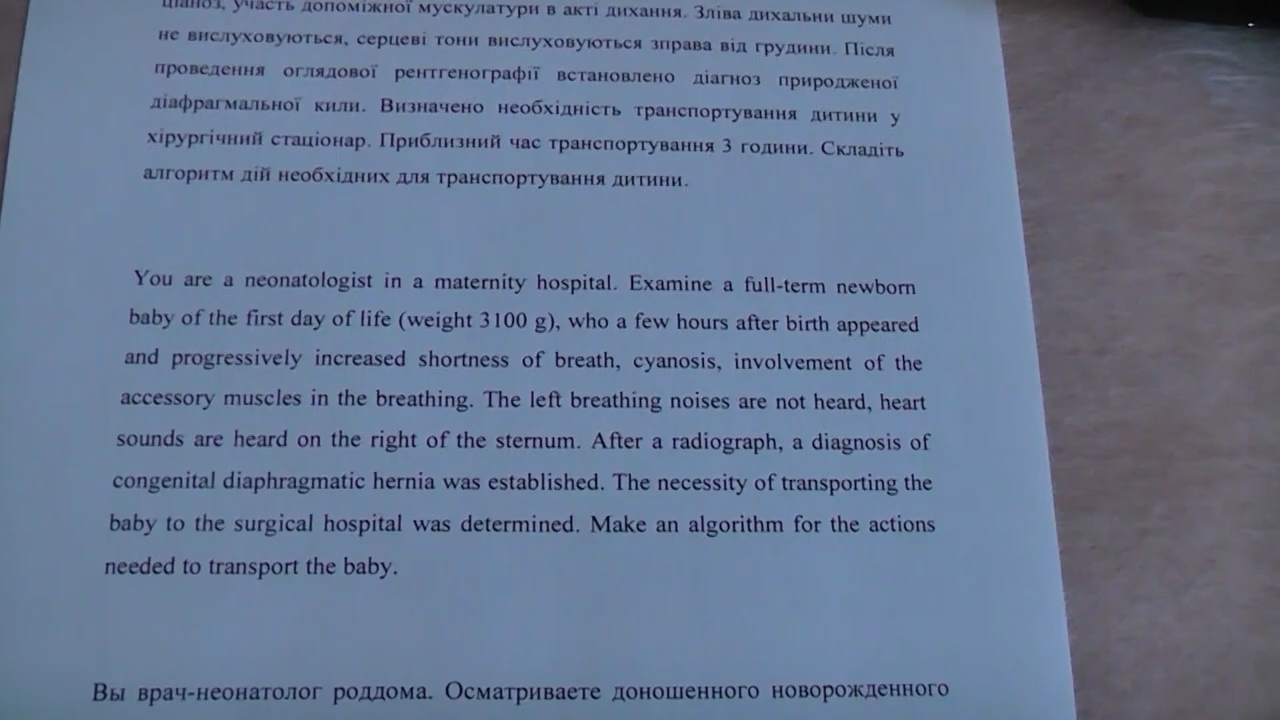 ціаноз, участь допоміжної мускулатури в акті дихання. Зліва дихальни шуми
не вислуховуються, серцеві тони вислуховуються зправа від грудини. Після
проведення оглядової рентгенографії встановлено діагноз природженої
діафрагмальної кили. Визначено необхідність транспортування дитини у
хірургічний стаціонар. Приблизний час транспортування 3 години. Складіть
алгоритм дій необхідних для транспортування дитини.
You are a neonatologist in a maternity hospital. Examine a full-term newborn
baby of the first day of life (weight 3100 g), who a few hours after birth appeared
and progressively increased shortness of breath, cyanosis, involvement of the
accessory muscles in the breathing. The left breathing noises are not heard, heart
sounds are heard on the right of the sternum. After a radiograph, a diagnosis of
congenital diaphragmatic hernia was established. The necessity of transporting the
baby to the surgical hospital was determined. Make an algorithm for the actions
needed to transport the baby.
Вы врач-неонатолог роддома. Осматриваете доношенного новорожденного